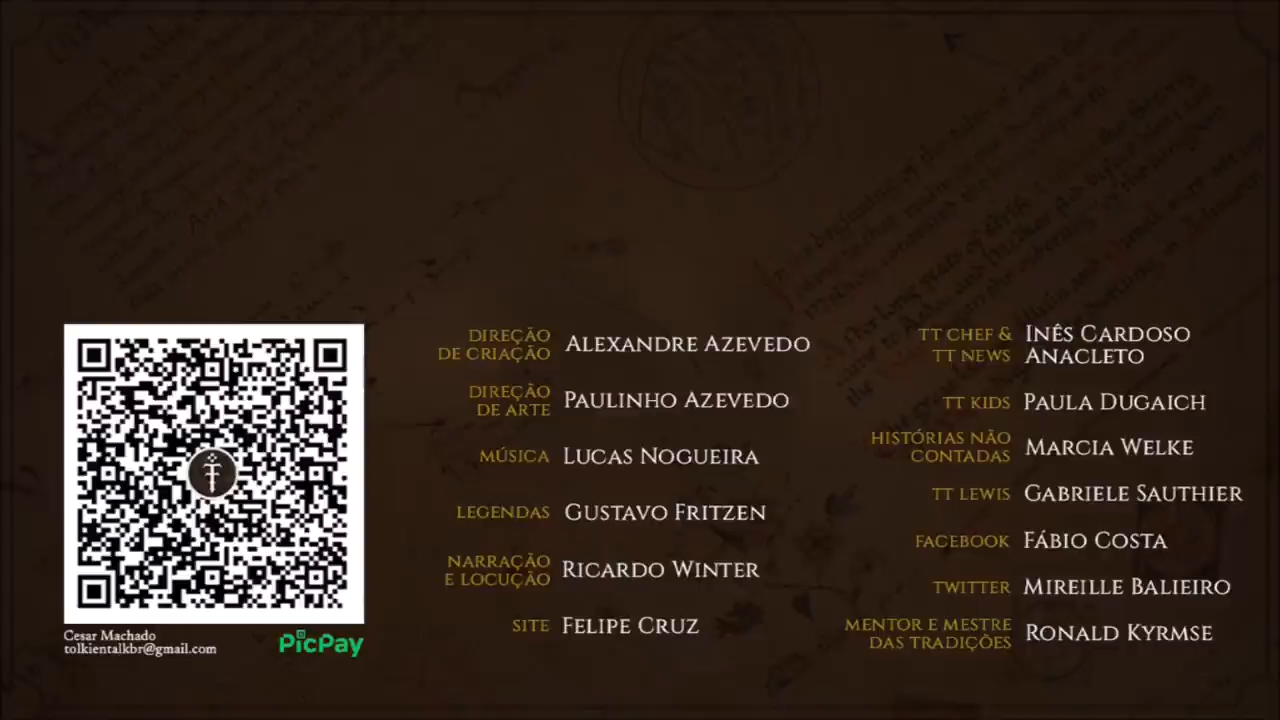 DIREÇÃO
DE CRIAÇÃO
ALEXANDRE AZEVEDO
DIREÇÃO
DE ARTE
PAULINHO AZEVEDO
MÚSICA
LUCAS NOGUEIRA
LEGENDAS
GUSTAVO FRITZEN
NARRAÇÃO
E LOCUÇÃO
RICARDO WINTER
SITE
FELIPE CRUZ
TT CHEF &
TT NEWS
INÊS CARDOSO
ANACLETO
TT KIDS
PAULA DUGAICH
HISTÓRIAS NÃO
CONTADAS
MARCIA WELKE
TT LEWIS
GABRIELE SAUTHIER
FACEBOOK
FÁBIO COSTA
TWITTER
MIREILLE BALIEIRO
MENTOR E MESTRE
DAS TRADIÇÕES
RONALD KYRMSE
Cesar Machado
tolkientalkbr@gmail.com
PicPay